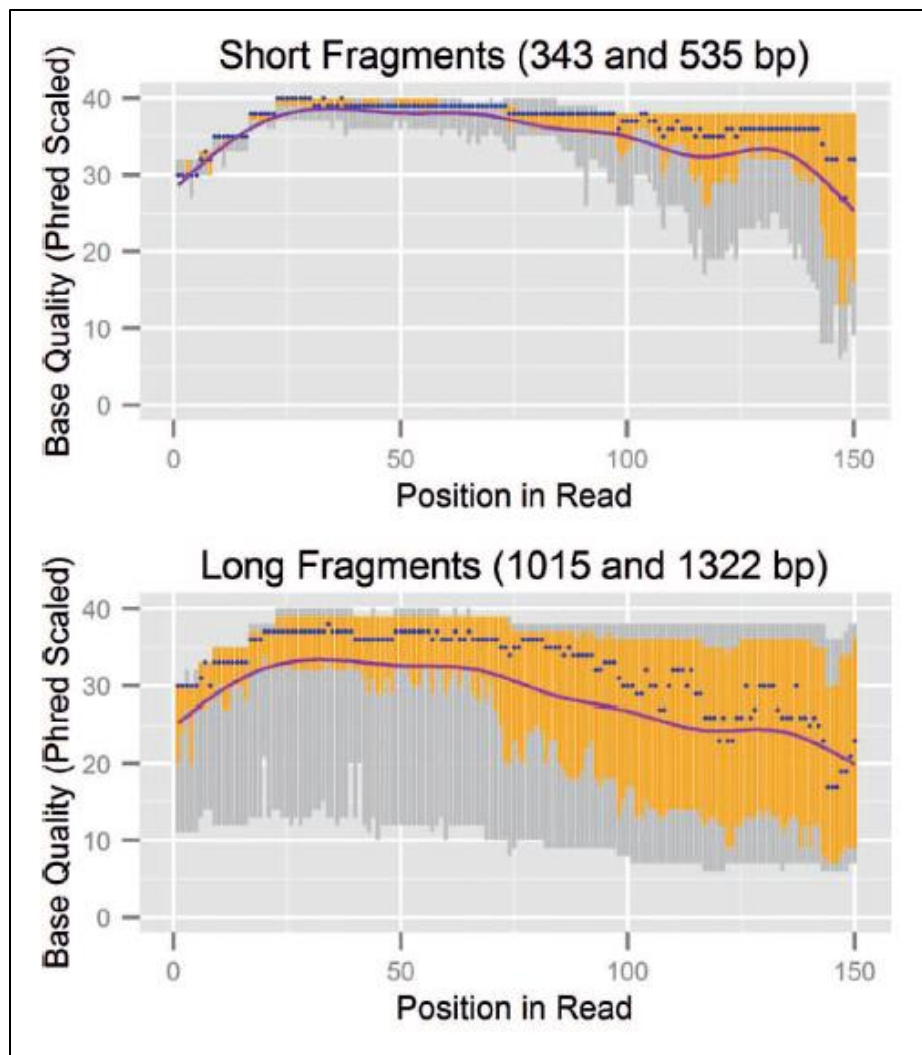 Short Fragments (343 and 535 bp)
Base Quality (Phred Scaled)
40
30
20
10
0
0 50 100 150
Position in Read
Long Fragments (1015 and 1322 bp)
Base Quality (Phred Scaled)
40
30
20
10
0
0 50 100 150
Position in Read